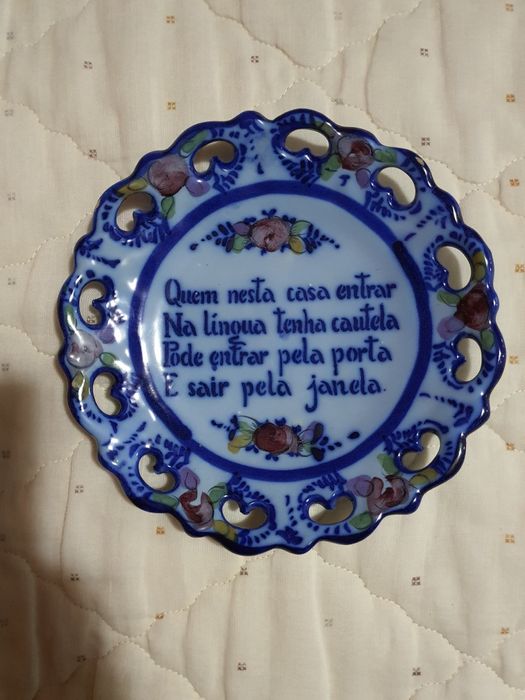 Quem nesta casa entrar
Na língua tenha cautela
Pode entrar pela porta
E sair pela janela.